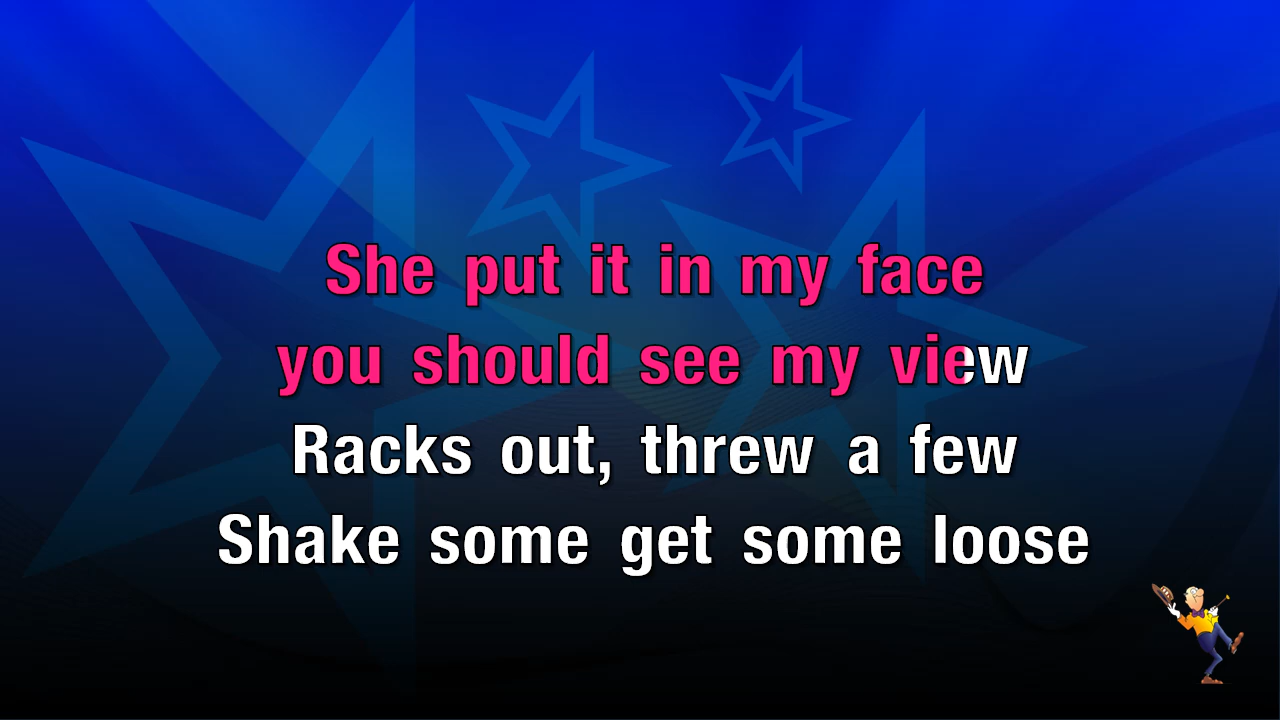 She put it in my face
you should see my view
Racks out, threw a few
Shake some get some loose